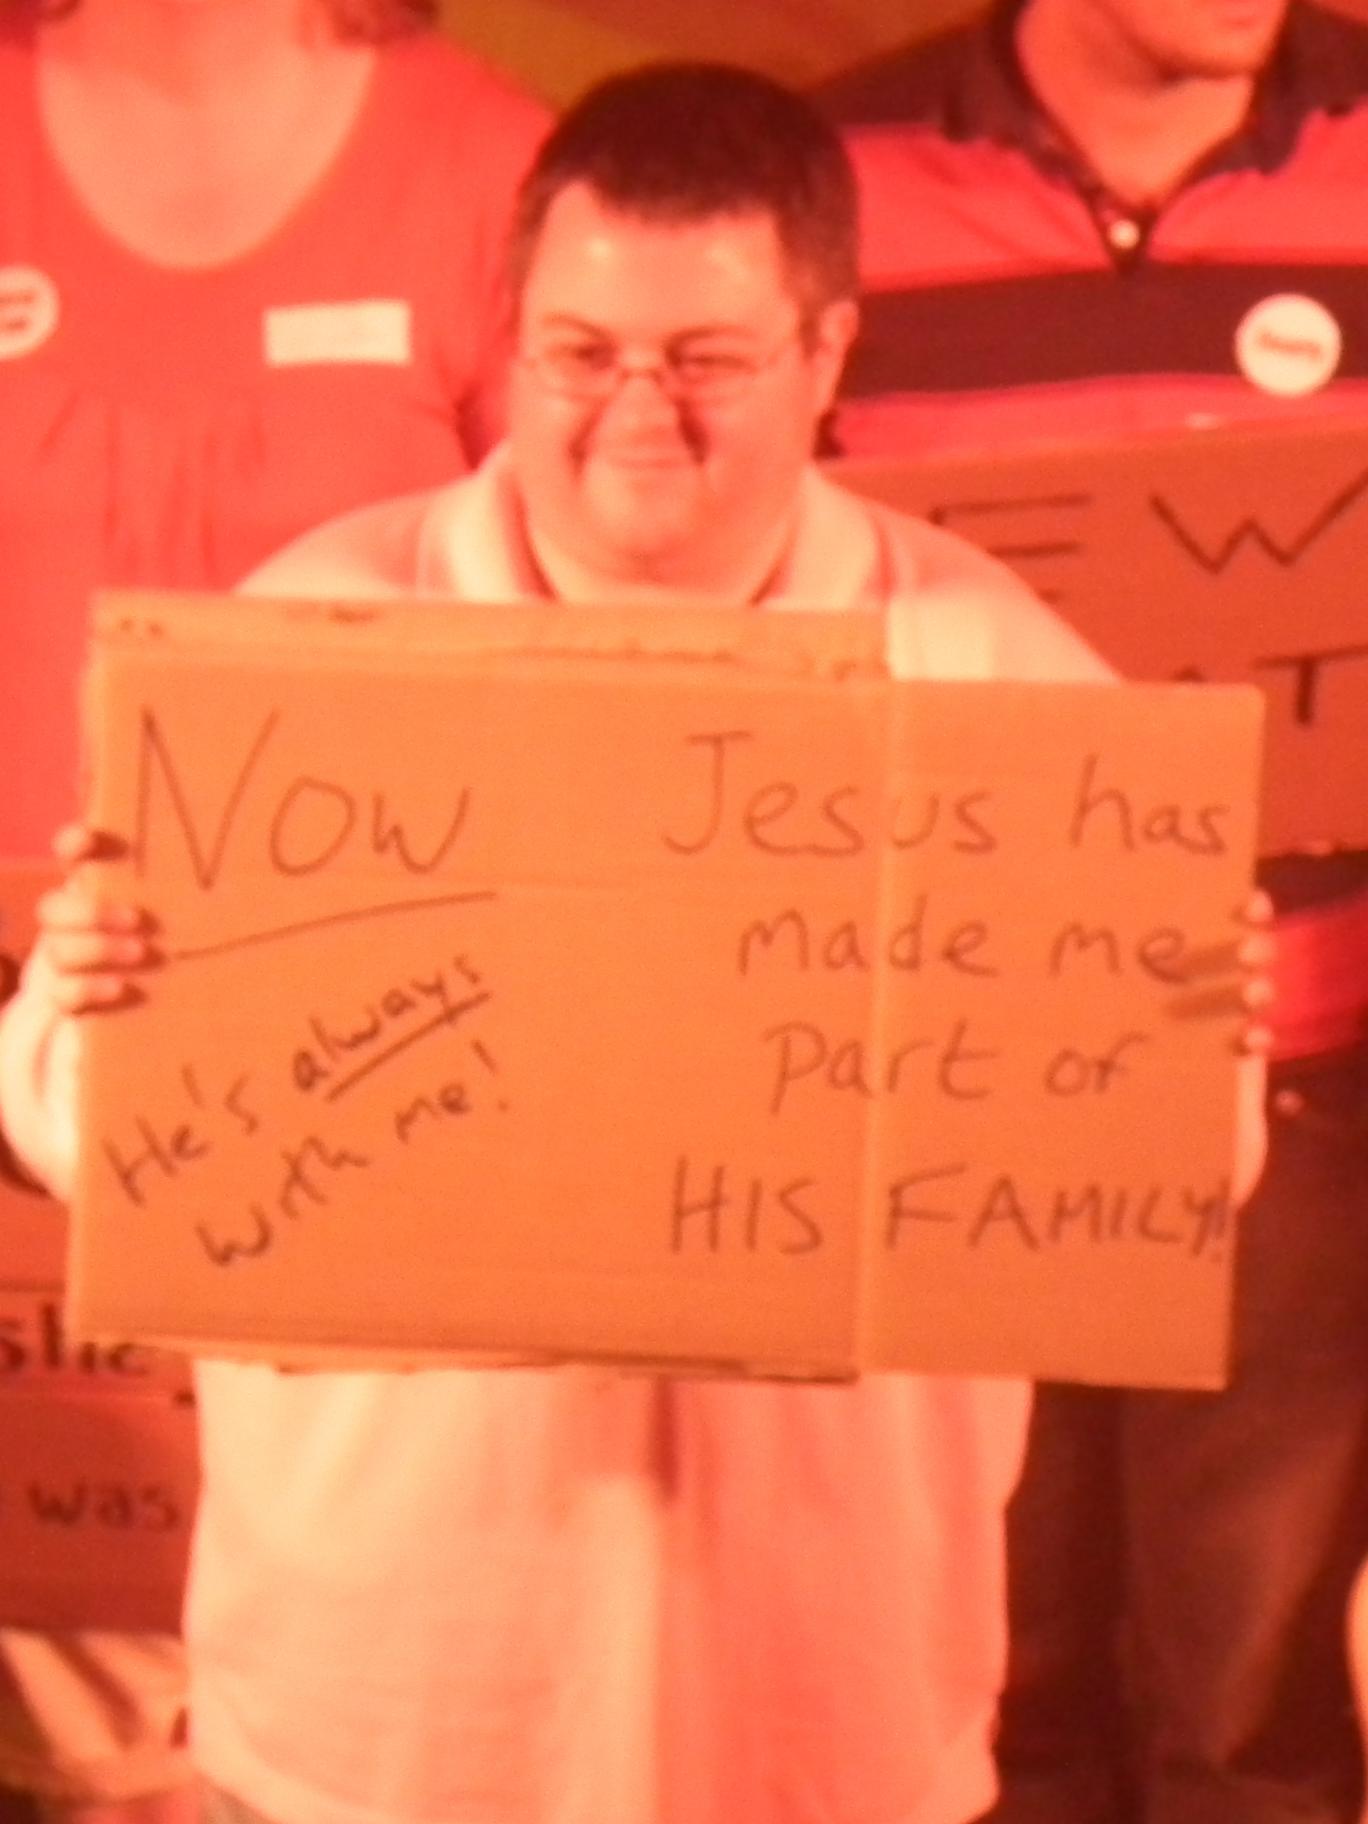 NOW
He's always
with me!
Jesus has
made me
part of
HIS FAMILY!
EW
AT
she
was